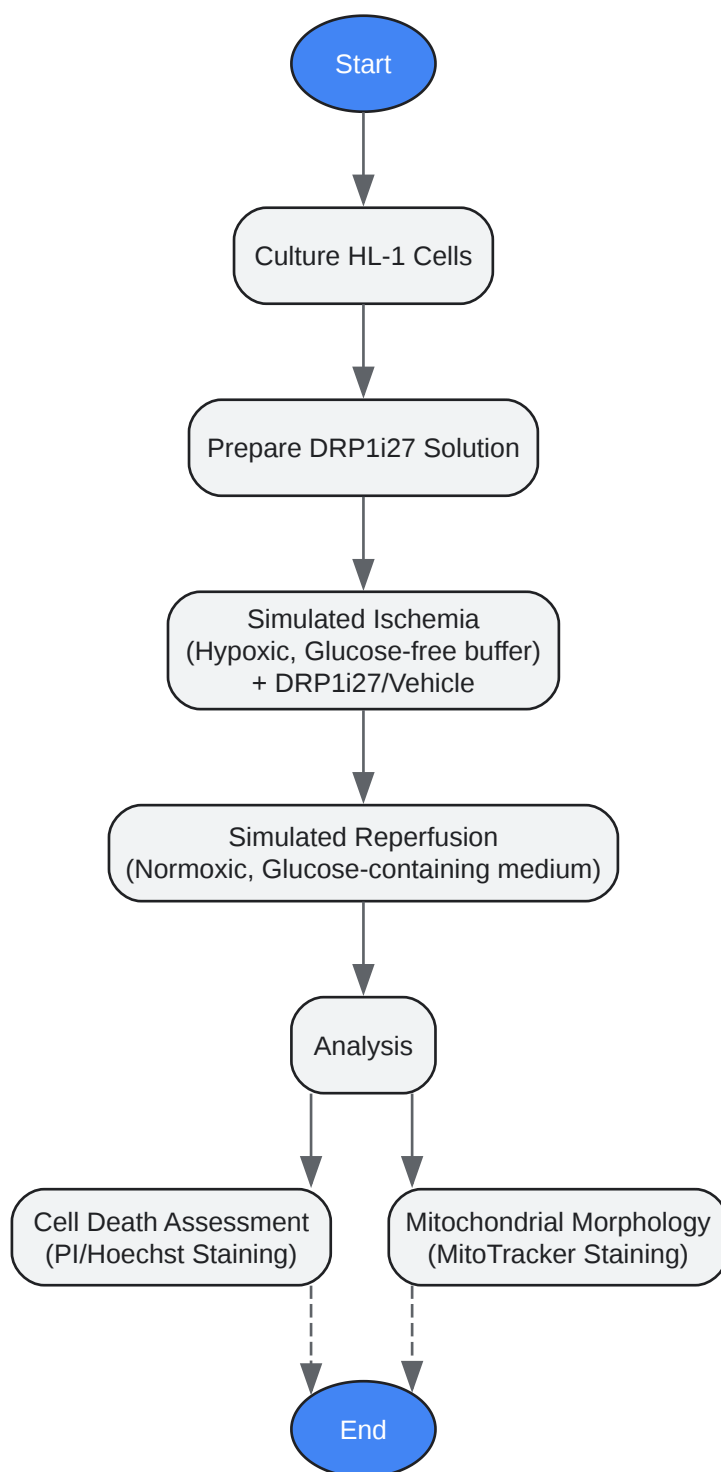 Start
Culture HL-1 Cells
Prepare DRP1i27 Solution
Simulated Ischemia
(Hypoxic, Glucose-free buffer)
+ DRP1i27/Vehicle
Simulated Reperfusion
(Normoxic, Glucose-containing medium)
Analysis
Cell Death Assessment
(PI/Hoechst Staining)
Mitochondrial Morphology
(MitoTracker Staining)
End